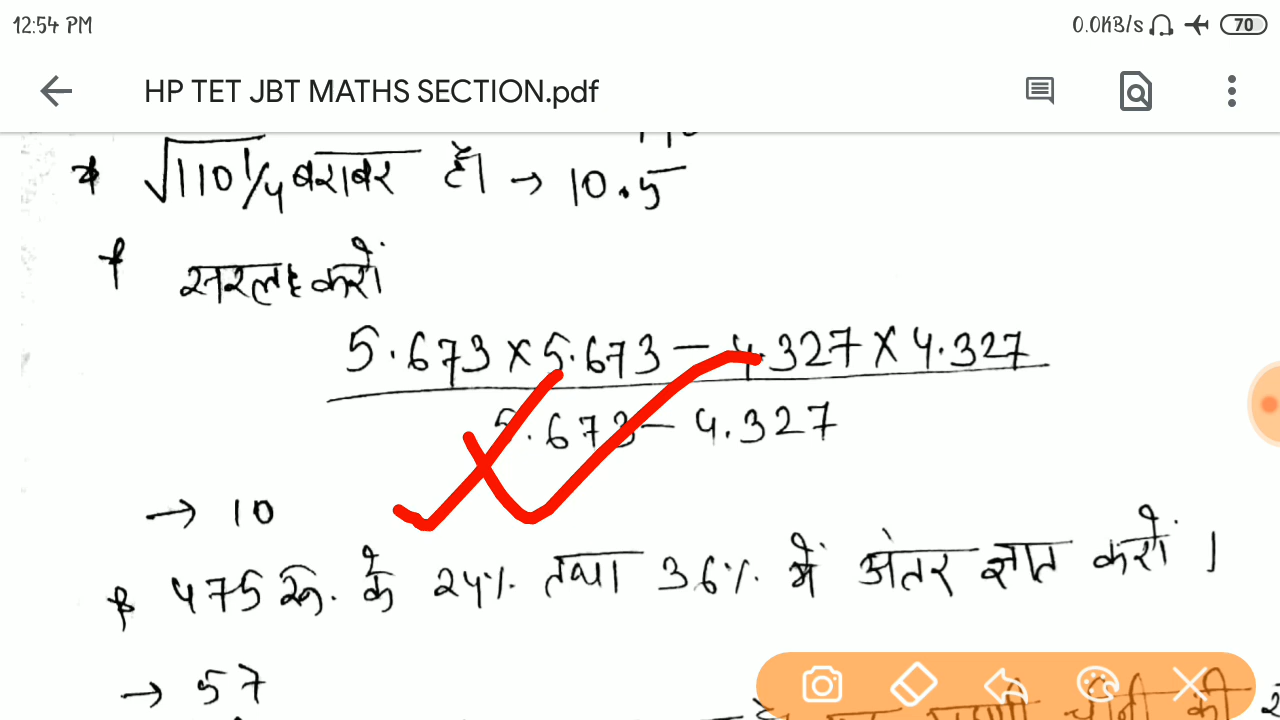 12:54 PM 0.0KB/s 70
HP TET JBT MATHS SECTION.pdf
* √110 1/4 बराबर है। → 10.5
* सरल करों
5.673 × 5.673 − 4.327 × 4.327
5.673 − 4.327
→ 10
* 475 रू. के 24% तथा 36% में अंतर ज्ञात करों ।
→ 57
चीनी की